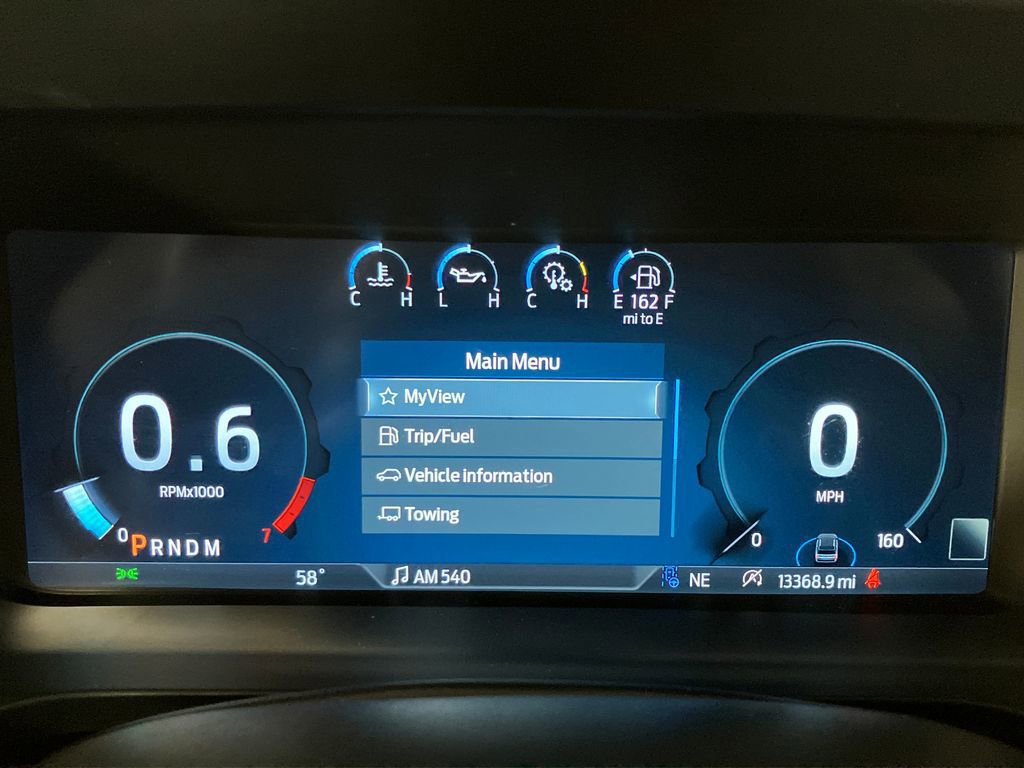 C H L H C H E 162 F
mi to E
Main Menu
MyView
Trip/Fuel
Vehicle information
Towing
0.6
RPMx1000
0 7
PRNDM
0
MPH
0 160
58°
AM 540
NE
13368.9 mi